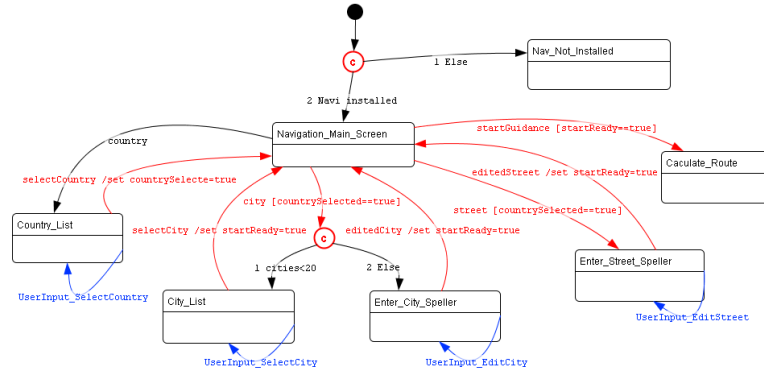 Nav_Not_Installed
c
1 Else
2 Navi installed
Navigation_Main_Screen
startGuidance [startReady==true]
country
Caculate_Route
editedStreet /set startReady=true
selectCountry /set countrySelecte=true
city [countrySelected==true]
street [countrySelected==true]
Country_List
selectCity /set startReady=true
c
editedCity /set startReady=true
Enter_Street_Speller
1 cities<20
2 Else
UserInput_SelectCountry
City_List
Enter_City_Speller
UserInput_EditStreet
UserInput_SelectCity
UserInput_EditCity